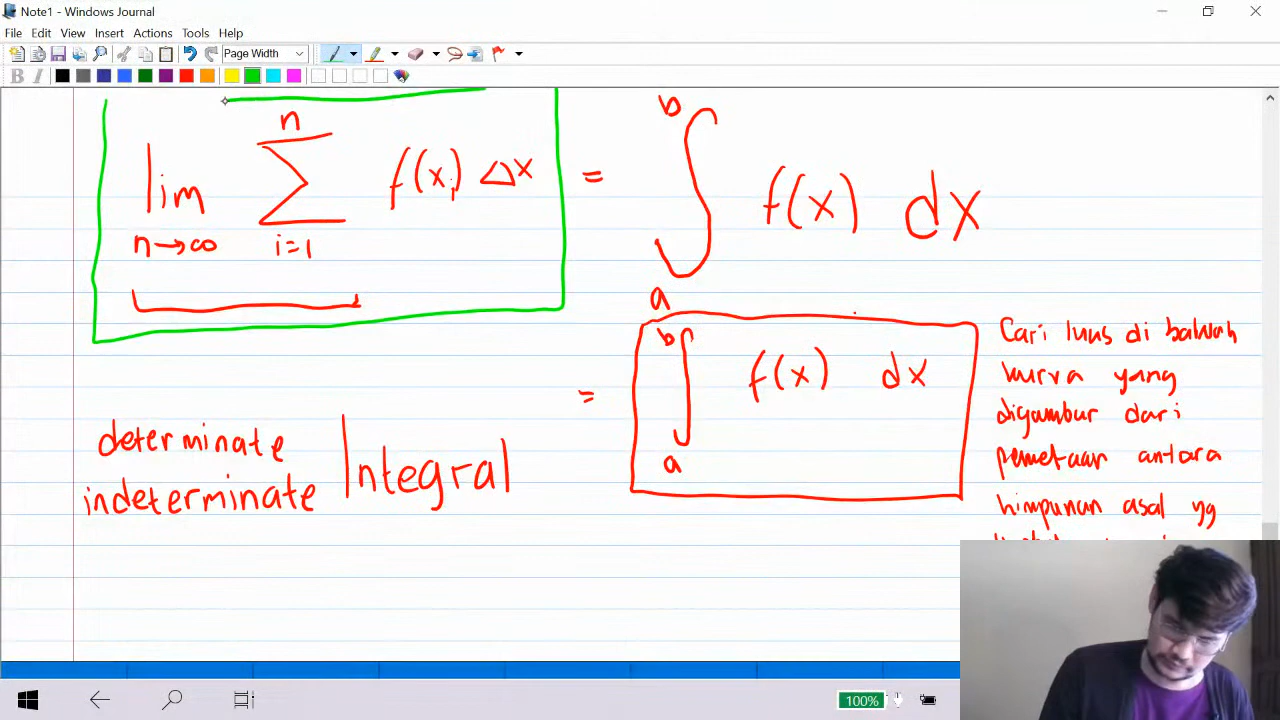 Note1 - Windows Journal
File Edit View Insert Actions Tools Help
Page Width
B I
lim n→∞ n ∑ i=1 f(xi) Δx = b ∫ a f(x) dx
= b ∫ a f(x) dx
Cari luas di bawah
kurva yang
digambar dari
pemetaan antara
himpunan asal yg
determinate
indeterminate
Integral
100%